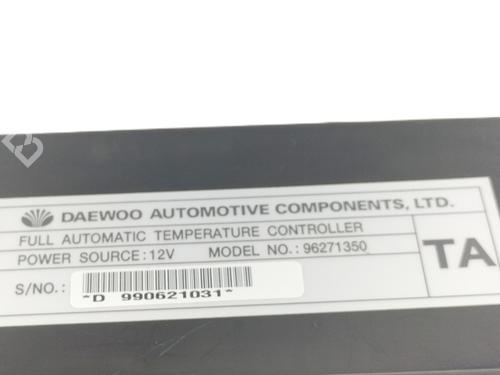 DAEWOO AUTOMOTIVE COMPONENTS, LTD.
FULL AUTOMATIC TEMPERATURE CONTROLLER
POWER SOURCE:12V MODEL NO.:96271350
TA
S/NO.:
*D 990621031*